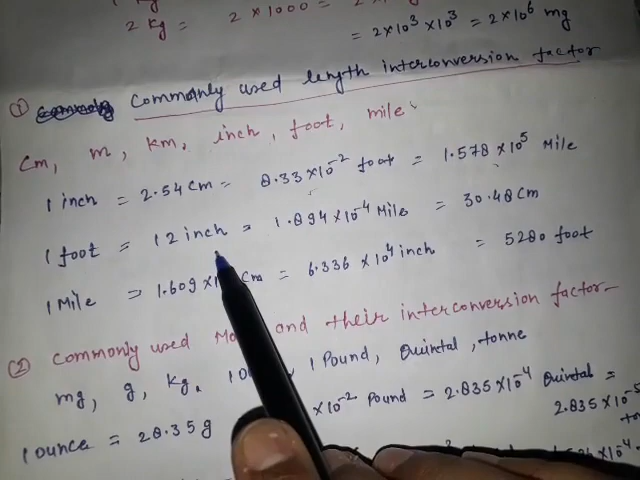 2 kg = 2 × 1000 =
= 2×10³ ×10³ = 2×10⁶ mg
① commonly used length interconversion factor
cm, m, km, inch, foot, mile
1 inch = 2.54 cm = 8.33×10⁻² foot = 1.578 ×10⁵ Mile
1 foot = 12 inch = 1.894×10⁻⁴ Mile = 30.48 cm
1 Mile = 1.609 ×1 cm = 6.336 ×10⁴ inch = 5280 foot
② commonly used and their interconversion factor-
mg, g, kg, 1 Pound, Quintal, tonne
1 ounce = 28.35 g ×10⁻² Pound = 2.835×10⁻⁴ Quintal =
2.835×10⁻⁵